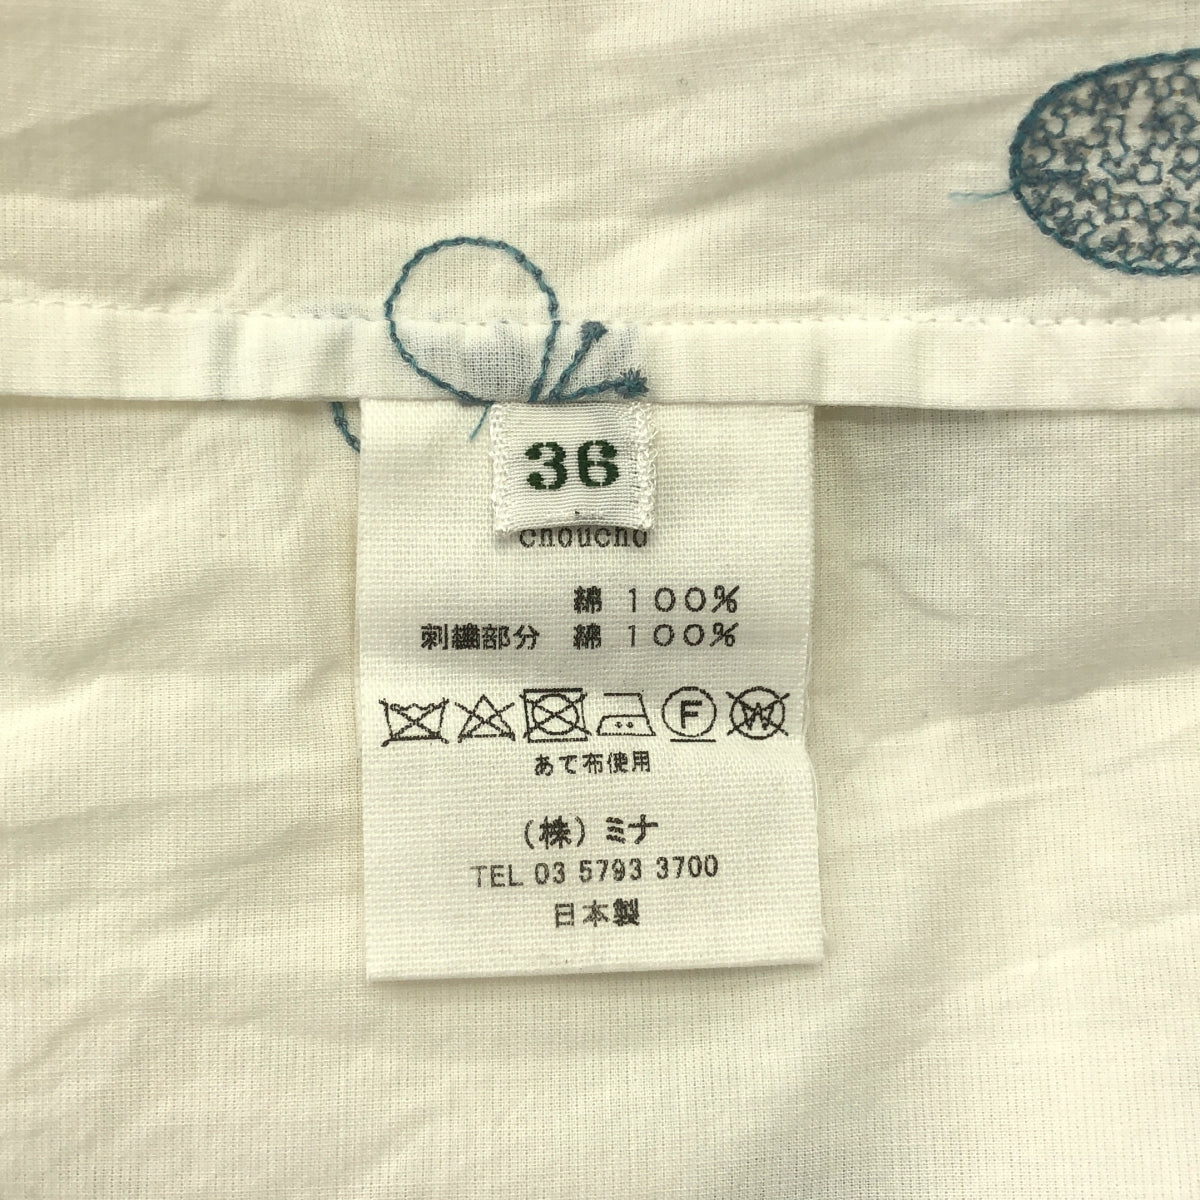 36
choucho
綿 100%
刺繍部分 綿 100%
F W
あて布使用
(株)ミナ
TEL 03 5793 3700
日本製